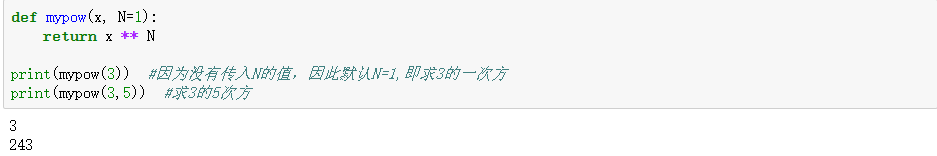 def mypow(x, N=1):
    return x ** N
print(mypow(3))  #因为没有传入N的值，因此默认N=1,即求3的一次方
print(mypow(3,5))  #求3的5次方
3
243